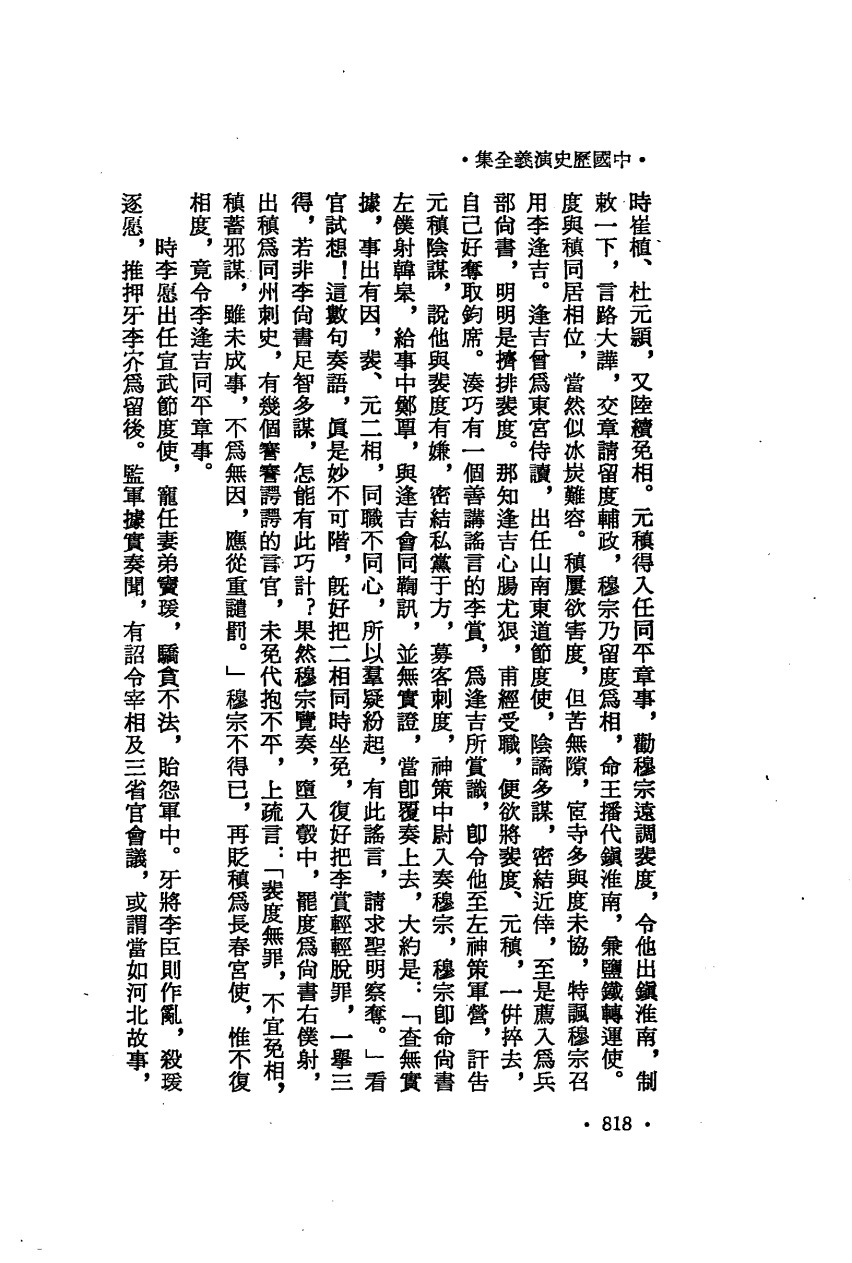 •中國歷史演義全集•
時崔植、杜元頴，又陸續免相。元稹得入任同平章事，勸穆宗遠調裴度，令他出鎮淮南，制
敕一下，言路大譁，交章請留度輔政，穆宗乃留度爲相，命王播代鎮淮南，兼鹽鐵轉運使。
度與稹同居相位，當然似冰炭難容。稹屢欲害度，但苦無隙，宦寺多與度未協，特諷穆宗召
用李逢吉。逢吉曾爲東宮侍讀，出任山南東道節度使，陰譎多謀，密結近倖，至是薦入爲兵
部尙書，明明是擠排裴度。那知逢吉心腸尤狠，甫經受職，便欲將裴度、元稹，一併捽去，
自己好奪取鈞席。湊巧有一個善講謠言的李賞，爲逢吉所賞識，卽令他至左神策軍營，訐告
元稹陰謀，說他與裴度有嫌，密結私黨于方，募客刺度，神策中尉入奏穆宗，穆宗卽命尙書
左僕射韓臯，給事中鄭覃，與逢吉會同鞫訊，並無實證，當卽覆奏上去，大約是：「查無實
據，事出有因，裴、元二相，同職不同心，所以羣疑紛起，有此謠言，請求聖明察奪。」看
官試想！這數句奏語，眞是妙不可階，旣好把二相同時坐免，復好把李賞輕輕脫罪，一舉三
得，若非李尙書足智多謀，怎能有此巧計？果然穆宗覽奏，墮入彀中，罷度爲尙書右僕射，
出稹爲同州刺史，有幾個謇謇諤諤的言官，未免代抱不平，上疏言：「裴度無罪，不宜免相，
稹蓄邪謀，雖未成事，不爲無因，應從重譴罰。」穆宗不得已，再貶稹爲長春宮使，惟不復
相度，竟令李逢吉同平章事。
時李愿出任宣武節度使，寵任妻弟竇瑗，驕貪不法，貽怨軍中。牙將李臣則作亂，殺瑗
逐愿，推押牙李㝏爲留後。監軍據實奏聞，有詔令宰相及三省官會議，或謂當如河北故事，
•818•